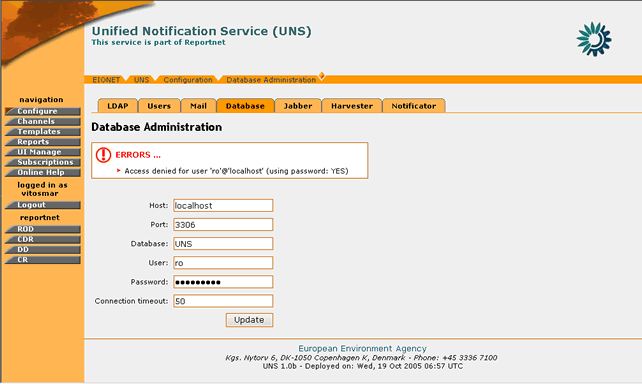 Unified Notification Service (UNS)
This service is part of Reportnet
EIONET UNS Configuration Database Administration
navigation
Configure
Channels
Templates
Reports
UI Manage
Subscriptions
Online Help
logged in as
vitosmar
Logout
reportnet
ROD
CDR
DD
CR
LDAP Users Mail Database Jabber Harvester Notificator
Database Administration
ERRORS ...
Access denied for user 'ro'@'localhost' (using password: YES)
Host: localhost
Port: 3306
Database: UNS
User: ro
Password: ●●●●●●●●●
Connection timeout: 50
Update
European Environment Agency
Kgs. Nytorv 6, DK-1050 Copenhagen K, Denmark - Phone: +45 3336 7100
UNS 1.0b - Deployed on: Wed, 19 Oct 2005 06:57 UTC